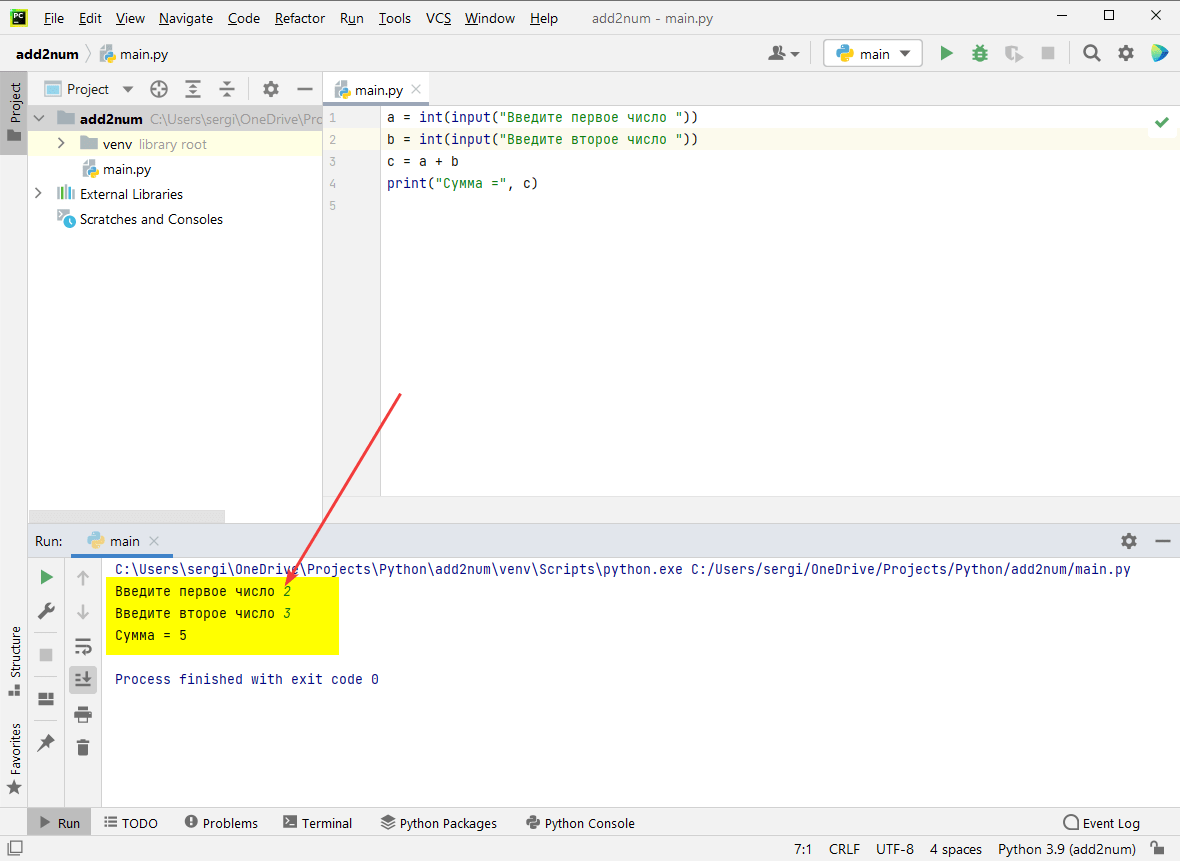 PC File Edit View Navigate Code Refactor Run Tools VCS Window Help add2num - main.py
add2num main.py main
Project
Project
main.py
add2num C:\Users\sergi\OneDrive\Prc
venv library root
main.py
External Libraries
Scratches and Consoles
1 a = int(input("Введите первое число "))
2 b = int(input("Введите второе число "))
3 c = a + b
4 print("Сумма =", c)
5
Run: main
C:\Users\sergi\OneDrive\Projects\Python\add2num\venv\Scripts\python.exe C:/Users/sergi/OneDrive/Projects/Python/add2num/main.py
Введите первое число 2
Введите второе число 3
Сумма = 5
Process finished with exit code 0
Structure
Favorites
Run TODO Problems Terminal Python Packages Python Console Event Log
7:1 CRLF UTF-8 4 spaces Python 3.9 (add2num)